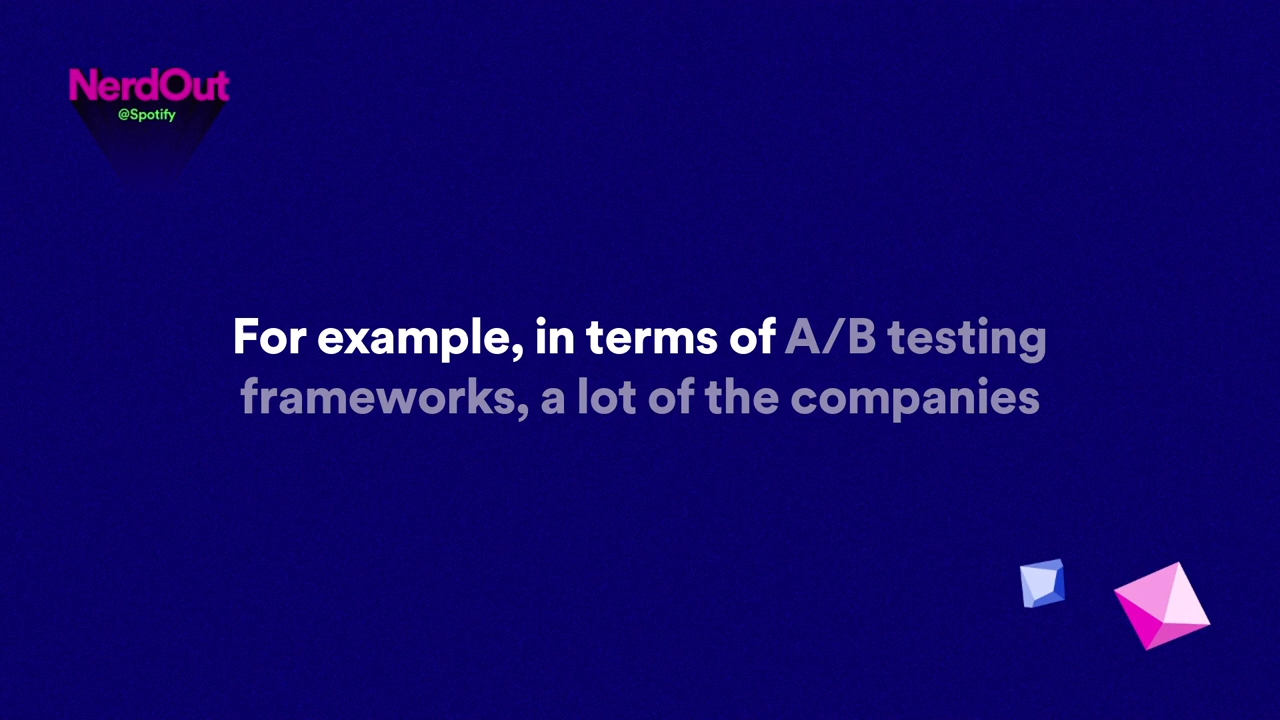 NerdOut
@Spotify
For example, in terms of A/B testing
frameworks, a lot of the companies